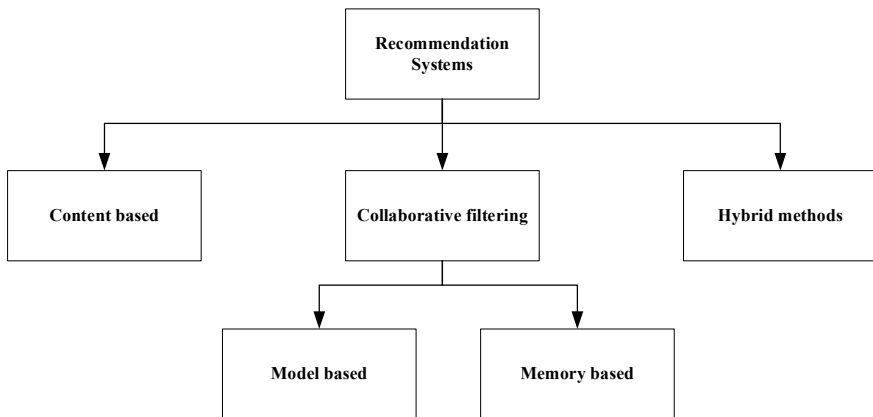 Recommendation
Systems
Content based
Collaborative filtering
Hybrid methods
Model based
Memory based